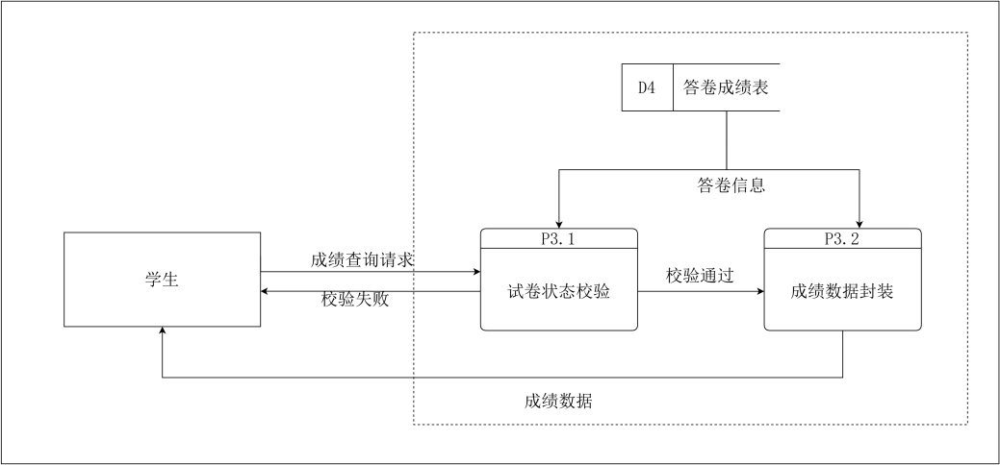 D4 答卷成绩表
答卷信息
P3.1
P3.2
成绩查询请求
学生
校验失败
试卷状态校验
校验通过
成绩数据封装
成绩数据